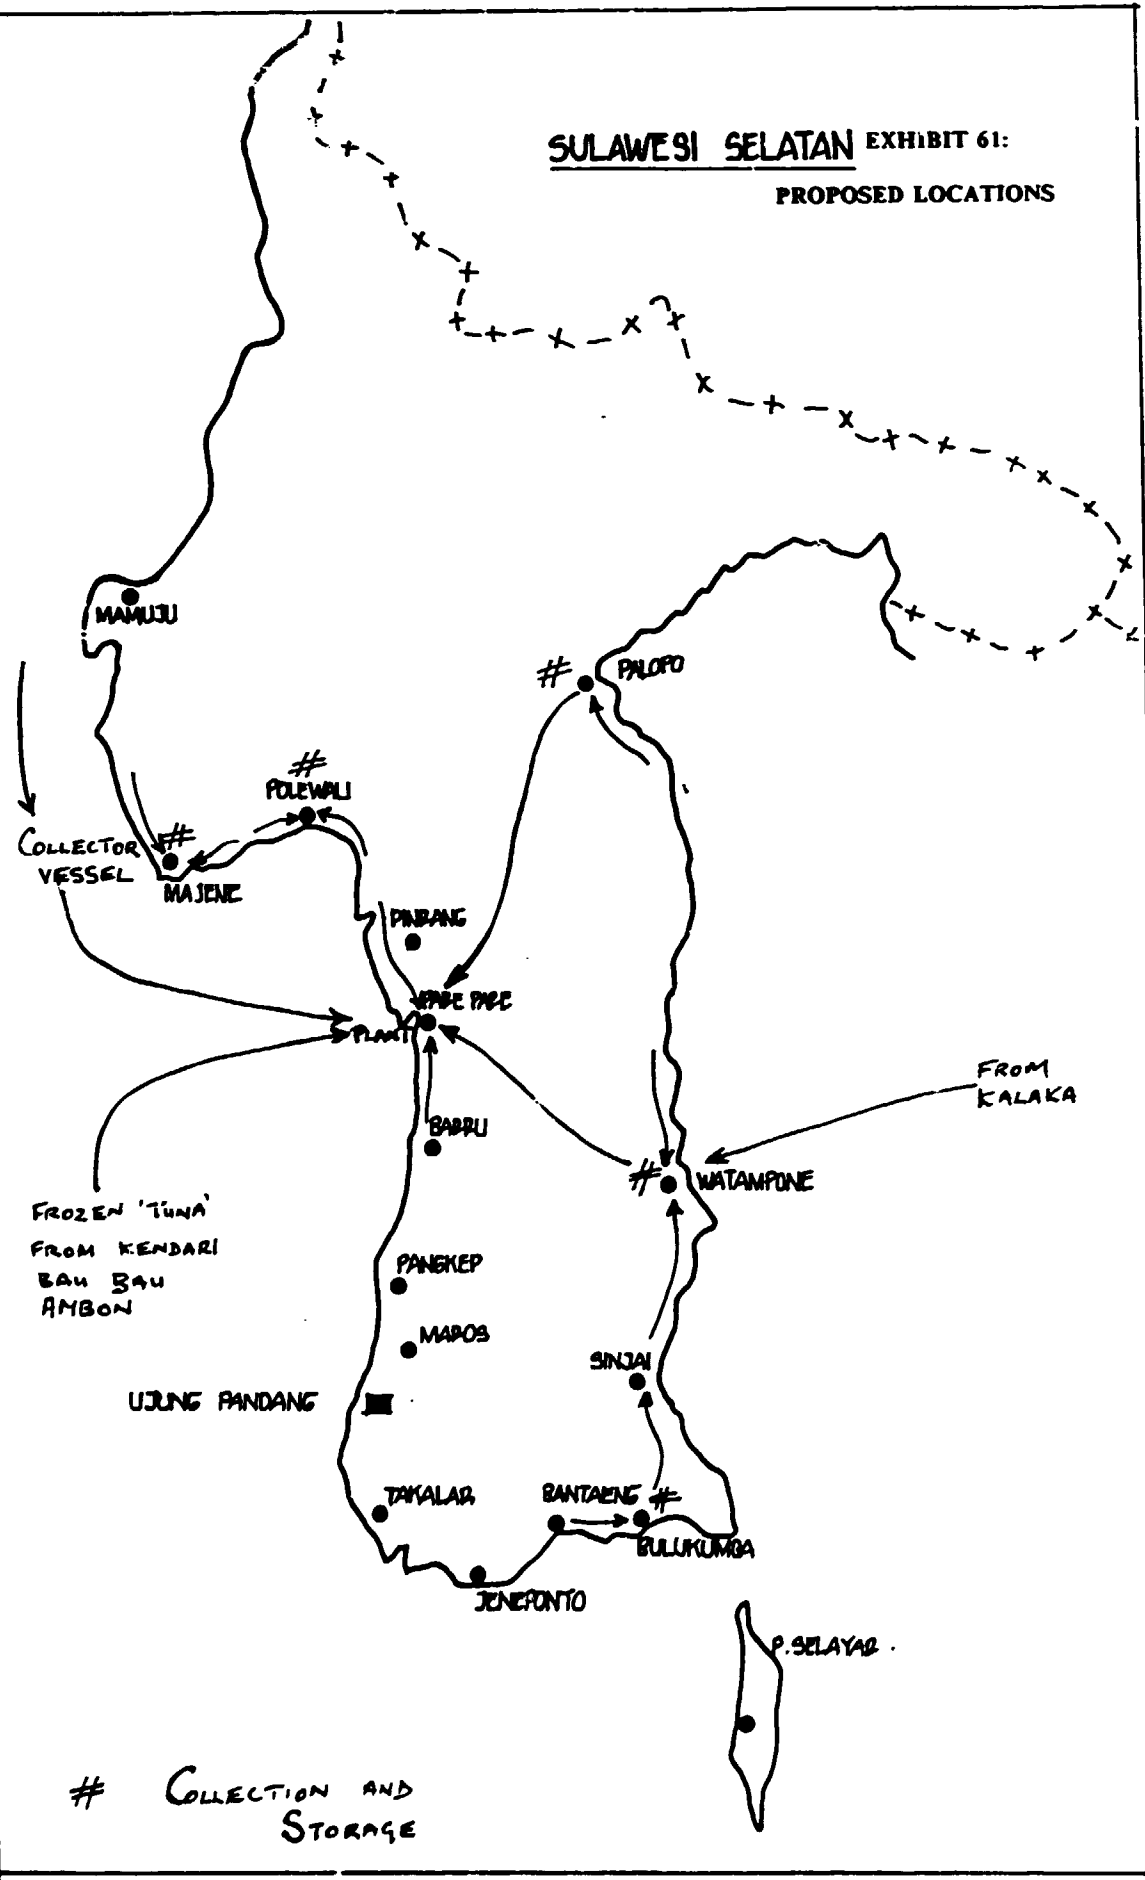 SULAWESI SELATAN EXHIBIT 61:
PROPOSED LOCATIONS
MAMUJU
# PALOPO
#
POLEWALI
COLLECTOR
VESSEL
#
MAJENE
PINRANG
PARE PARE
PLANT
FROM
KALAKA
BARRU
# WATAMPONE
FROZEN 'TUNA'
FROM KENDARI
BAU BAU
AMBON
PANGKEP
MAROS
SINJAI
UJUNG PANDANG
TAKALAR
BANTAENG #
BULUKUMBA
JENEPONTO
P. SELAYAR
# COLLECTION AND
STORAGE